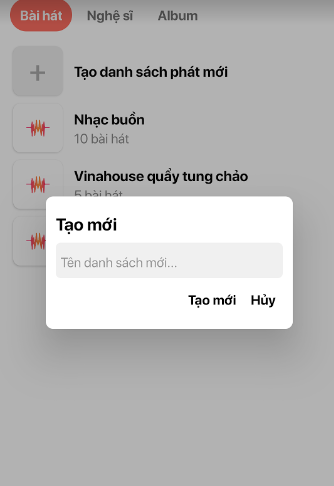 Bài hát Nghệ sĩ Album
Tạo danh sách phát mới
Nhạc buồn
10 bài hát
Vinahouse quẩy tung chảo
5 bài hát
Tạo mới
Tên danh sách mới...
Tạo mới Hủy